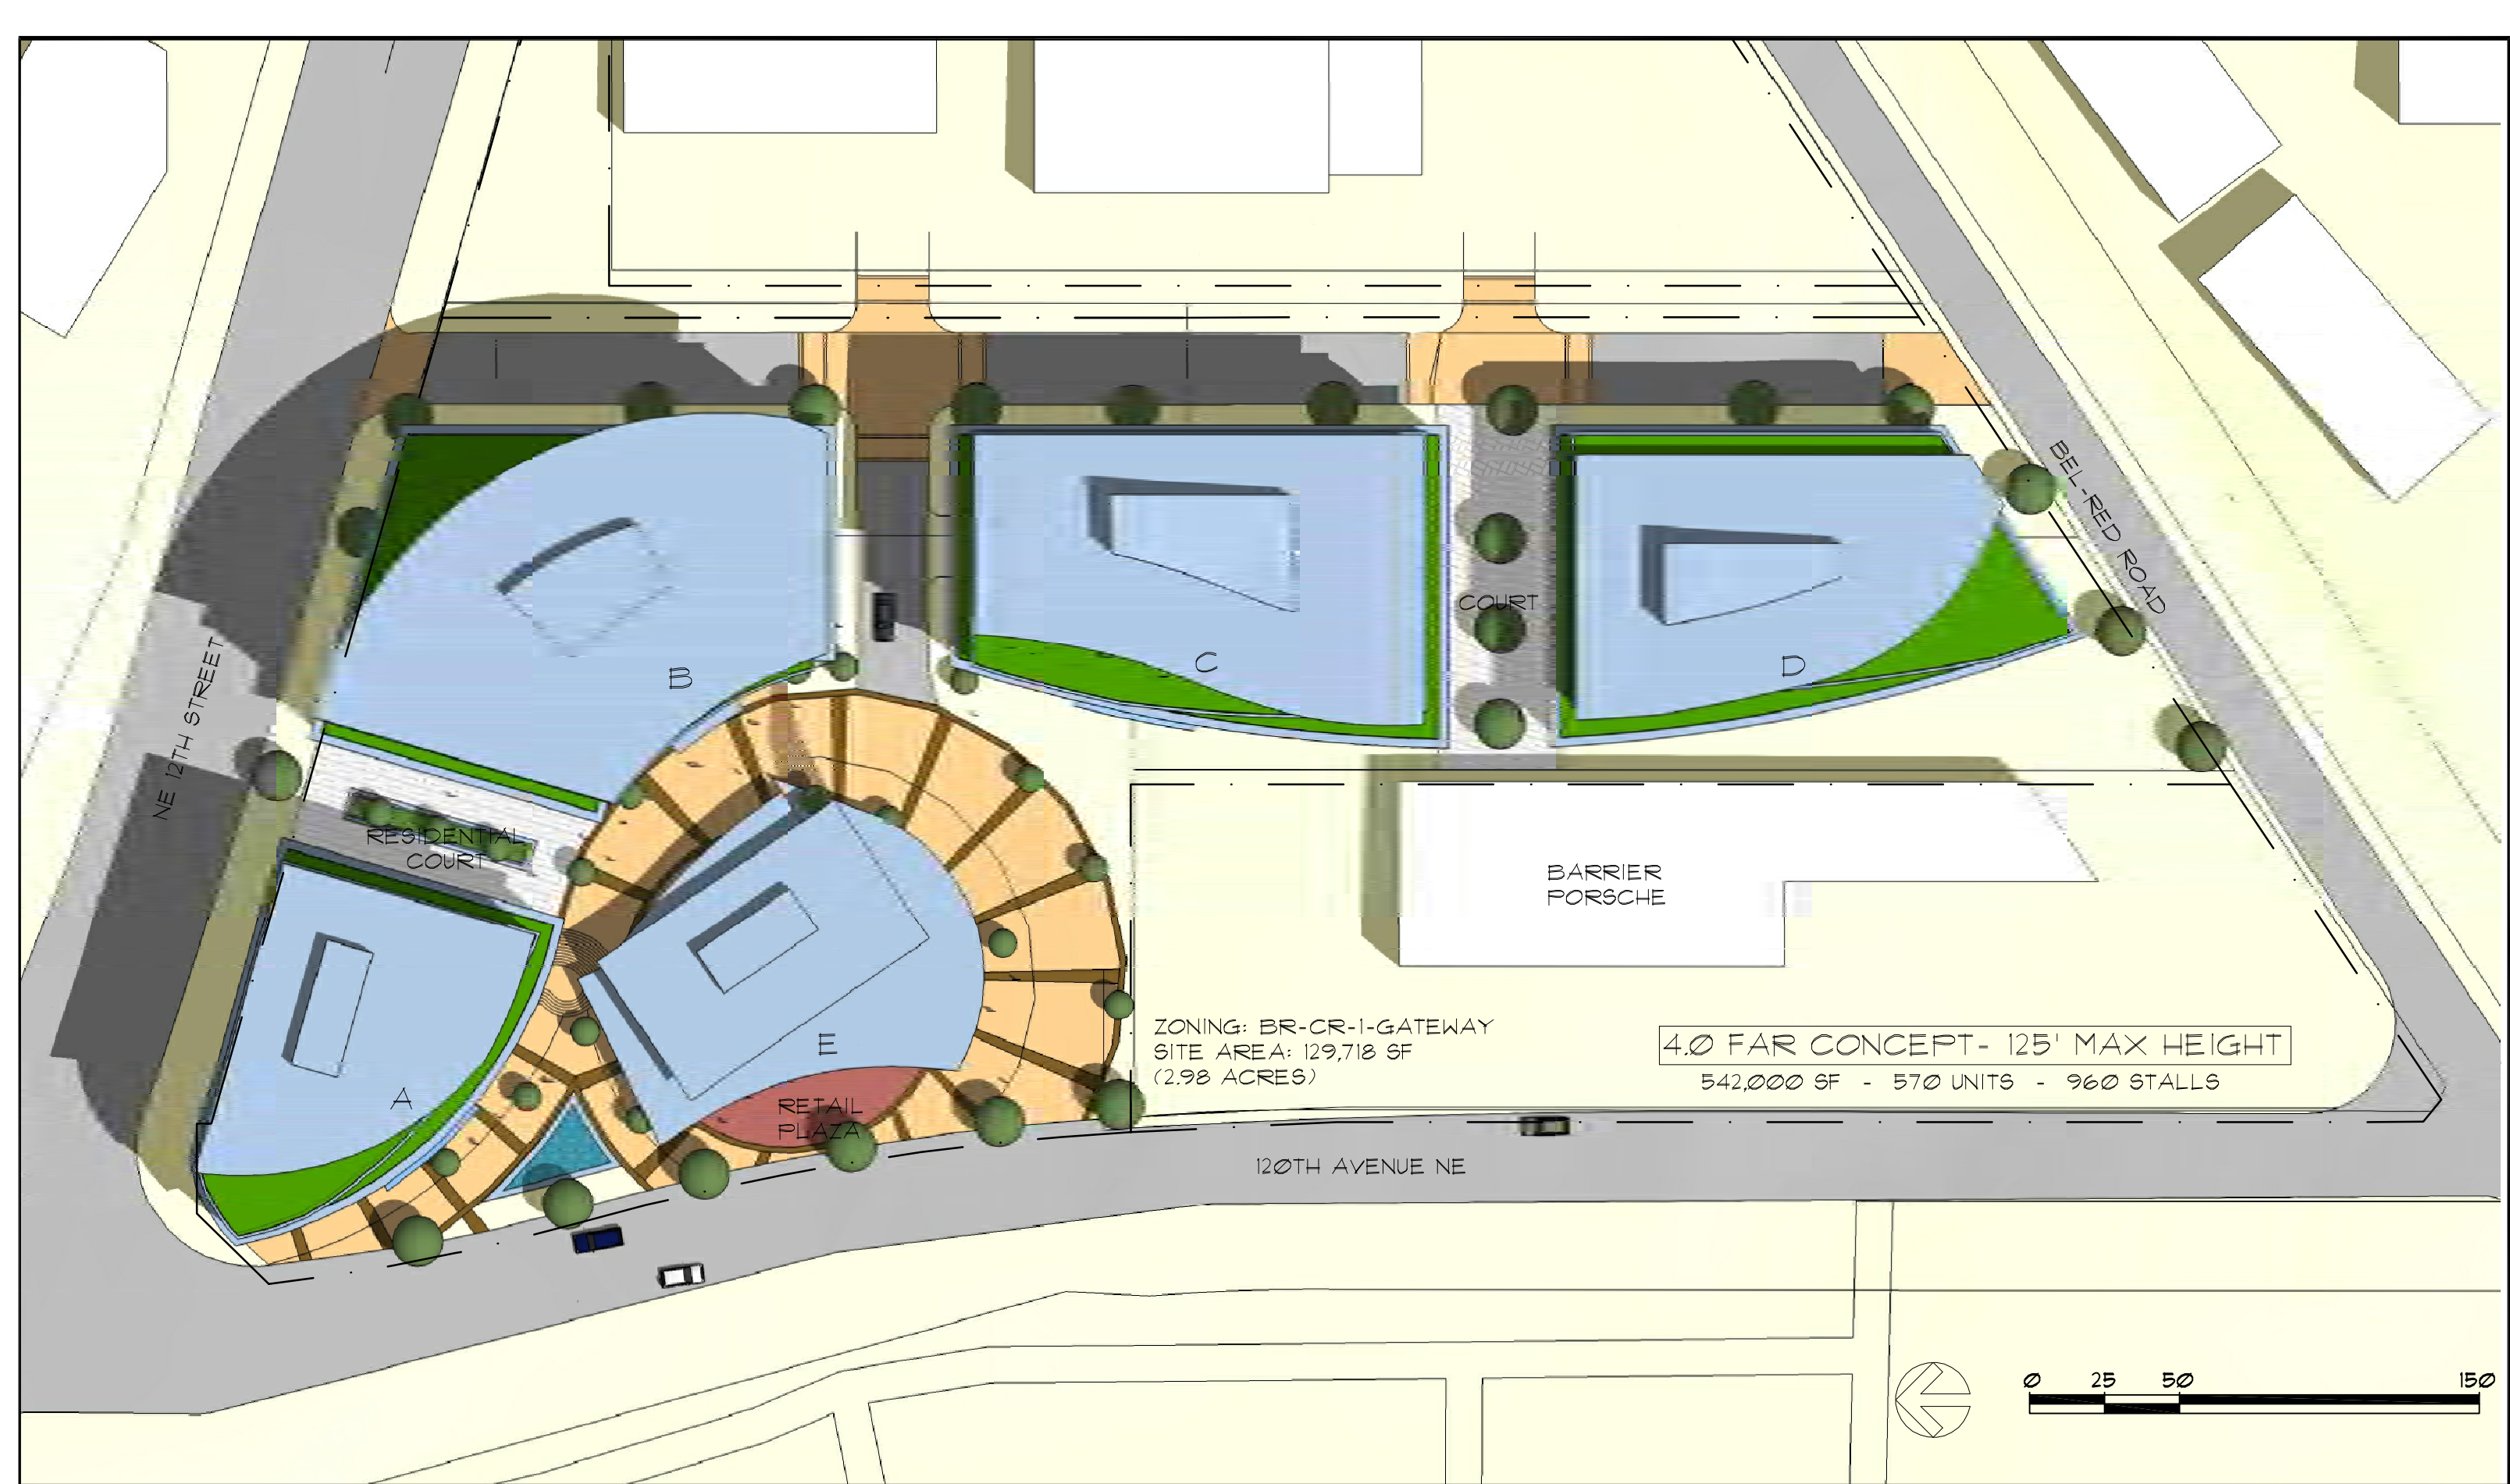 BEL-RED ROAD
COURT
B
C
D
NE 12TH STREET
RESIDENTIAL
COURT
BARRIER
PORSCHE
A
E
RETAIL
PLAZA
ZONING: BR-CR-1-GATEWAY
SITE AREA: 129,718 SF
(2.98 ACRES)
4.0 FAR CONCEPT- 125' MAX HEIGHT
542,000 SF - 570 UNITS - 960 STALLS
120TH AVENUE NE
0 25 50 150